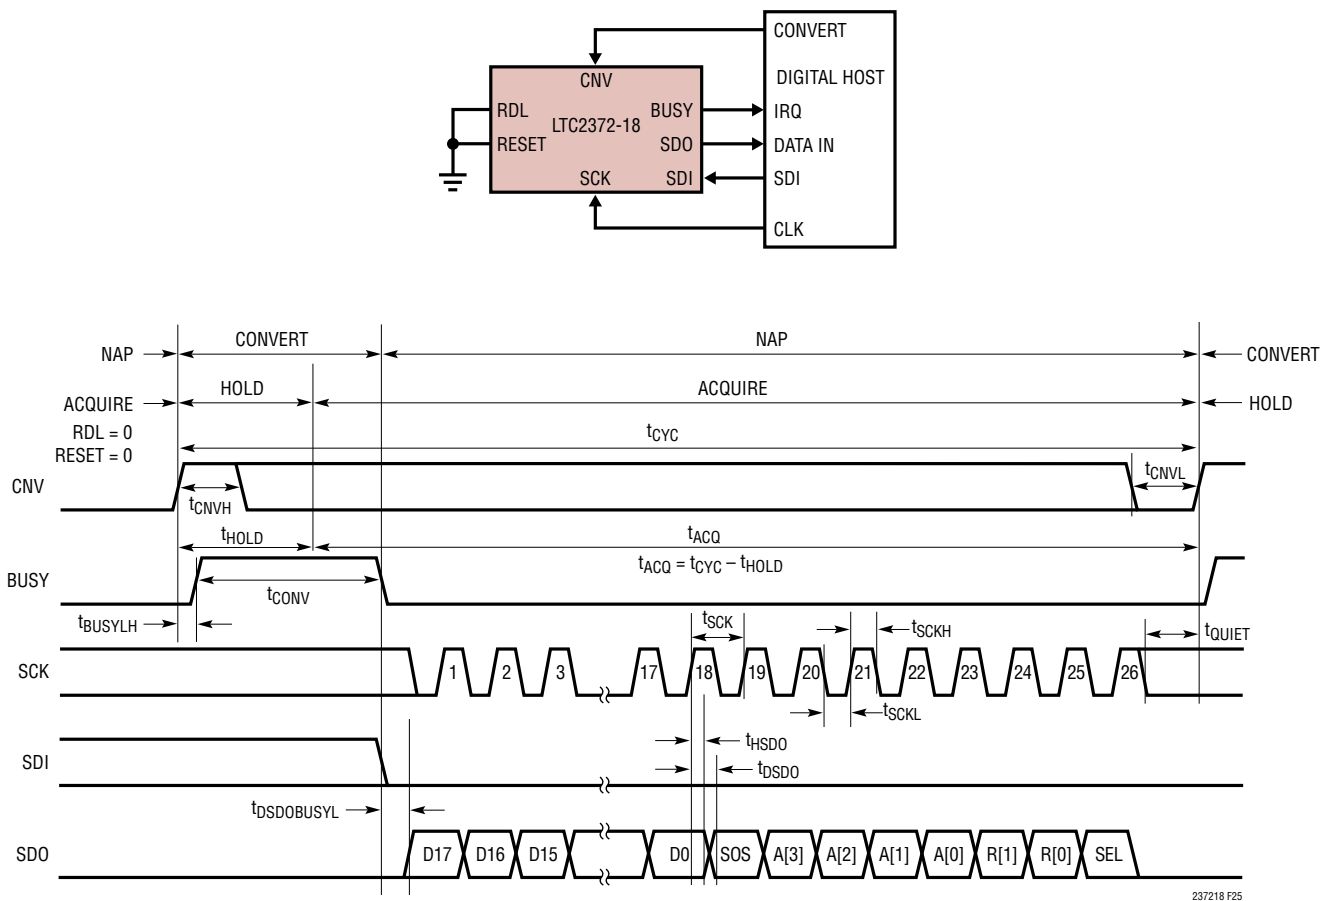 CONVERT
CNV
DIGITAL HOST
RDL
BUSY
IRQ
LTC2372-18
RESET
SDO
DATA IN
SCK
SDI
SDI
CLK
CONVERT
NAP
NAP
CONVERT
HOLD
ACQUIRE
ACQUIRE
HOLD
RDL = 0
RESET = 0
tCYC
CNV
tCNVH
tCNVL
tHOLD
tACQ
tACQ = tCYC – tHOLD
BUSY
tCONV
tBUSYLH
tSCK
tSCKH
tQUIET
SCK
1 2 3 17 18 19 20 21 22 23 24 25 26
tSCKL
tHSDO
SDI
tDSDO
tDSDOBUSYL
SDO
D17 D16 D15 D0 SOS A[3] A[2] A[1] A[0] R[1] R[0] SEL
237218 F25